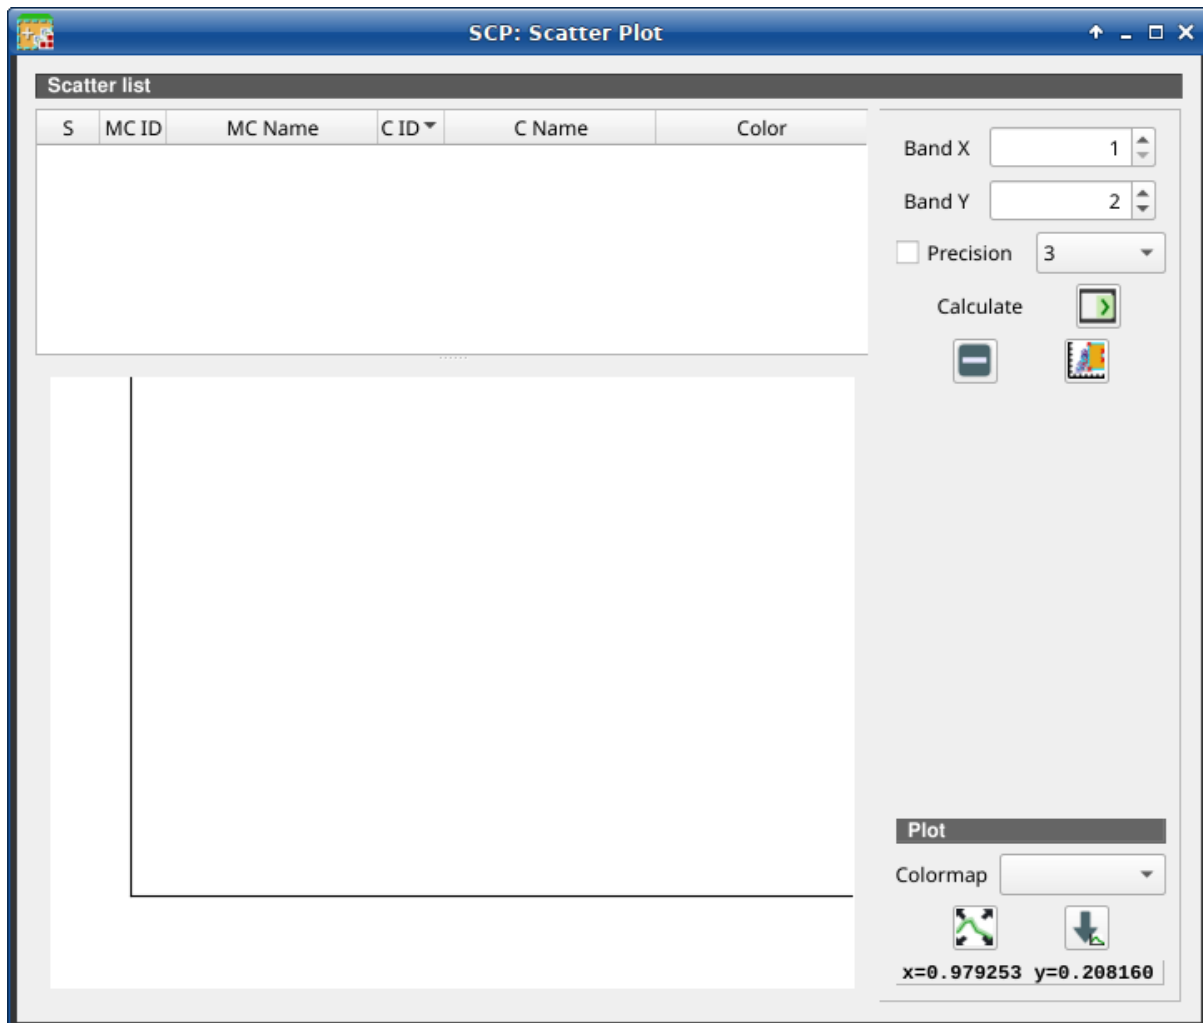 SCP: Scatter Plot
Scatter list
S MC ID MC Name C ID C Name Color
Band X 1
Band Y 2
Precision 3
Calculate
Plot
Colormap
x=0.979253 y=0.208160